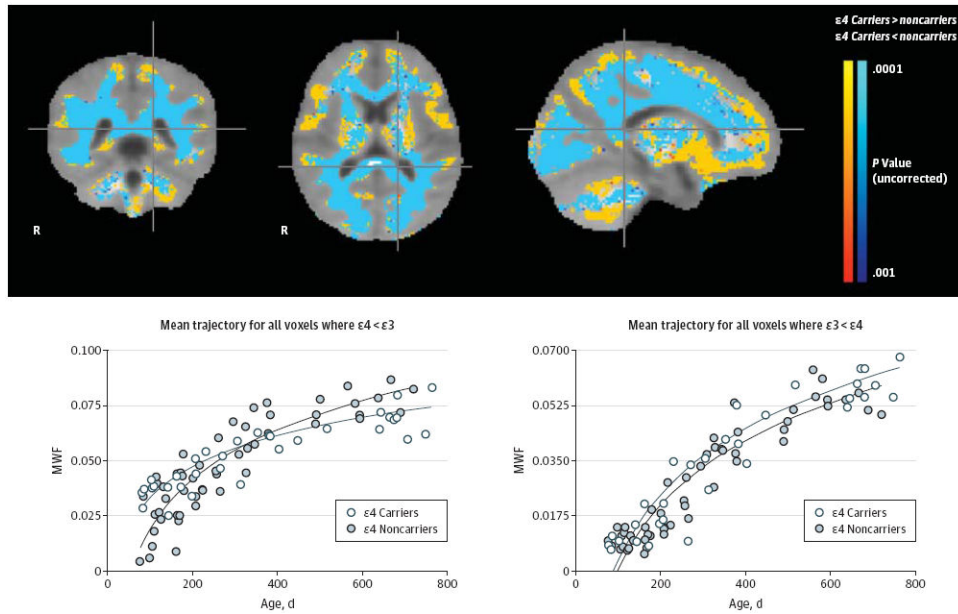 ε4 Carriers > noncarriers
ε4 Carriers < noncarriers
.0001
P Value
(uncorrected)
.001
R
R
Mean trajectory for all voxels where ε4 < ε3
0.100
0.075
0.050
0.025
0
MWF
0 200 400 600 800
Age, d
ε4 Carriers
ε4 Noncarriers
Mean trajectory for all voxels where ε3 < ε4
0.0700
0.0525
0.0350
0.0175
0
MWF
0 200 400 600 800
Age, d
ε4 Carriers
ε4 Noncarriers